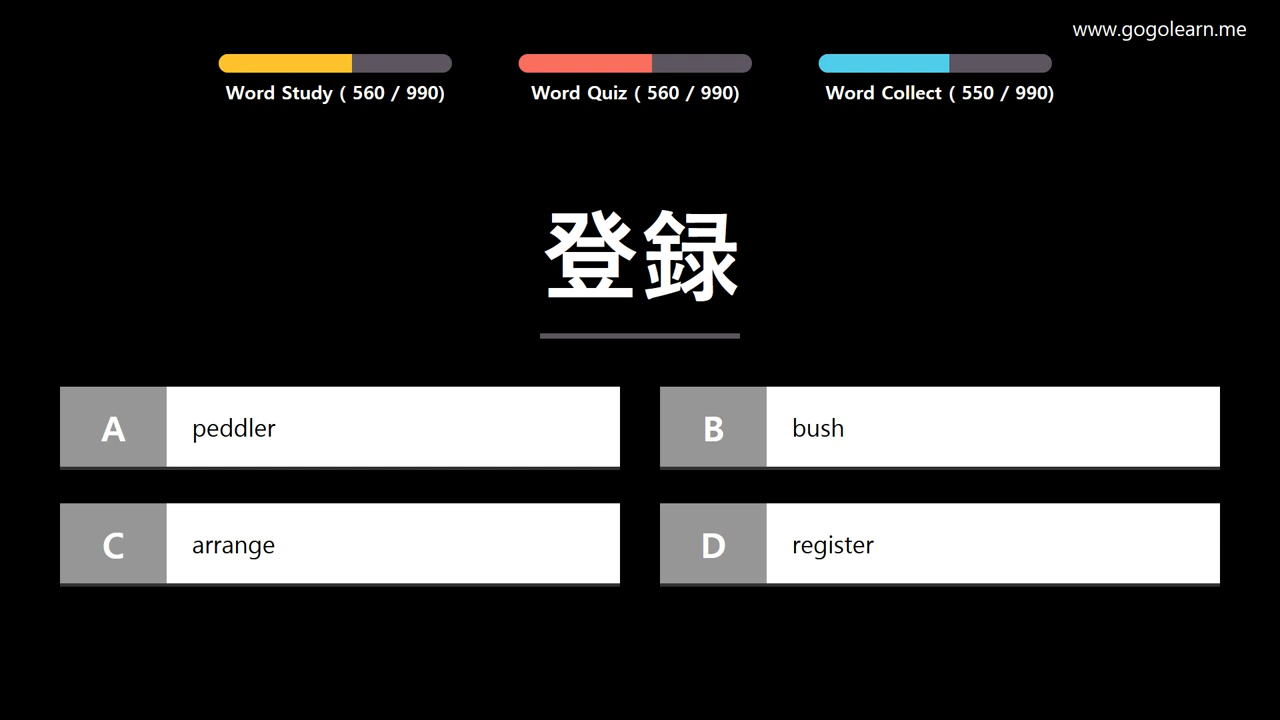 www.gogolearn.me
Word Study ( 560 / 990)
Word Quiz ( 560 / 990)
Word Collect ( 550 / 990)
登録
A peddler
B bush
C arrange
D register